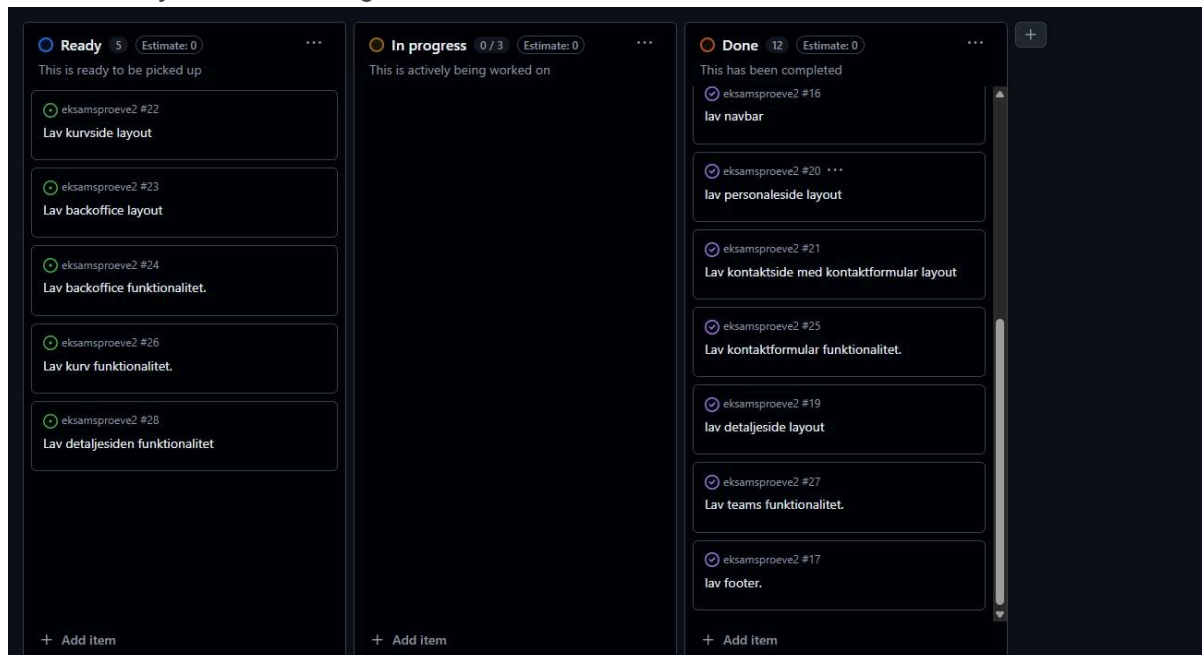 Ready 5 Estimate: 0 ...
This is ready to be picked up
eksamsproeve2 #22
Lav kurvside layout
eksamsproeve2 #23
Lav backoffice layout
eksamsproeve2 #24
Lav backoffice funktionalitet.
eksamsproeve2 #26
Lav kurv funktionalitet.
eksamsproeve2 #28
Lav detaljesiden funktionalitet
+ Add item
In progress 0 / 3 Estimate: 0 ...
This is actively being worked on
+ Add item
Done 12 Estimate: 0 ...
This has been completed
eksamsproeve2 #16
lav navbar
eksamsproeve2 #20 ...
lav personaleside layout
eksamsproeve2 #21
Lav kontaktside med kontaktformular layout
eksamsproeve2 #25
Lav kontaktformular funktionalitet.
eksamsproeve2 #19
lav detaljeside layout
eksamsproeve2 #27
Lav teams funktionalitet.
eksamsproeve2 #17
lav footer.
+ Add item
+